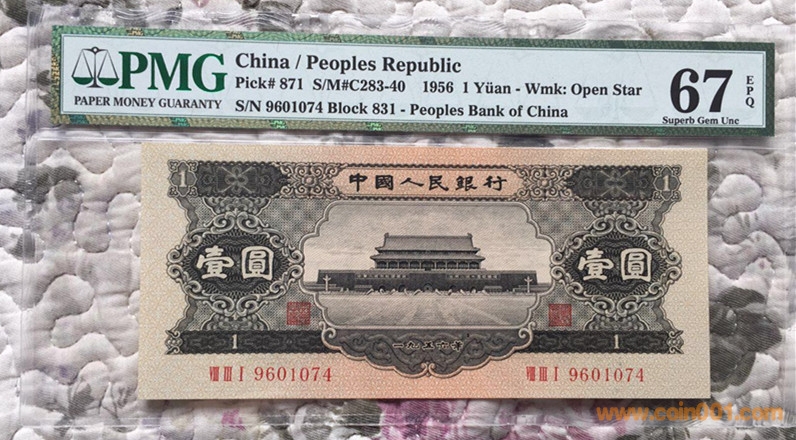 PMG
PAPER MONEY GUARANTY
China / Peoples Republic
Pick# 871 S/M#C283-40 1956 1 Yüan - Wmk: Open Star
S/N 9601074 Block 831 - Peoples Bank of China
67 EPQ
Superb Gem Unc
1 中國人民銀行 1
壹圓 壹圓
一九五六年
1 1
VIII III I 9601074 VIII III I 9601074
www.coin001.com